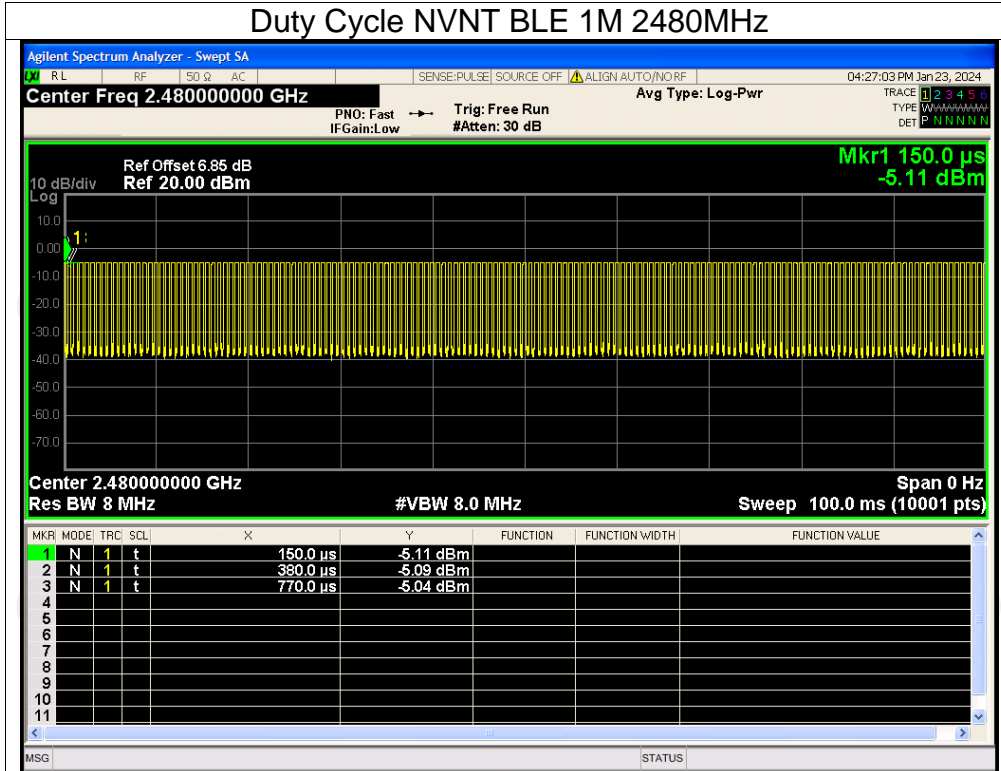 Duty Cycle NVNT BLE 1M 2480MHz
Agilent Spectrum Analyzer - Swept SA
LXI RL RF 50 Ω AC SENSE:PULSE SOURCE OFF ALIGN AUTO/NO RF 04:27:03 PM Jan 23, 2024
Center Freq 2.480000000 GHz Avg Type: Log-Pwr TRACE 1 2 3 4 5 6
PNO: Fast Trig: Free Run TYPE WWWWWW
IFGain:Low #Atten: 30 dB DET P N N N N N
Mkr1 150.0 µs
Ref Offset 6.85 dB
10 dB/div Ref 20.00 dBm -5.11 dBm
Log
10.0
1
0.00
-10.0
-20.0
-30.0
-40.0
-50.0
-60.0
-70.0
Center 2.480000000 GHz Span 0 Hz
Res BW 8 MHz #VBW 8.0 MHz Sweep 100.0 ms (10001 pts)
MKR MODE TRC SCL X Y FUNCTION FUNCTION WIDTH FUNCTION VALUE
1 N 1 t 150.0 µs -5.11 dBm
2 N 1 t 380.0 µs -5.09 dBm
3 N 1 t 770.0 µs -5.04 dBm
4
5
6
7
8
9
10
11
MSG STATUS